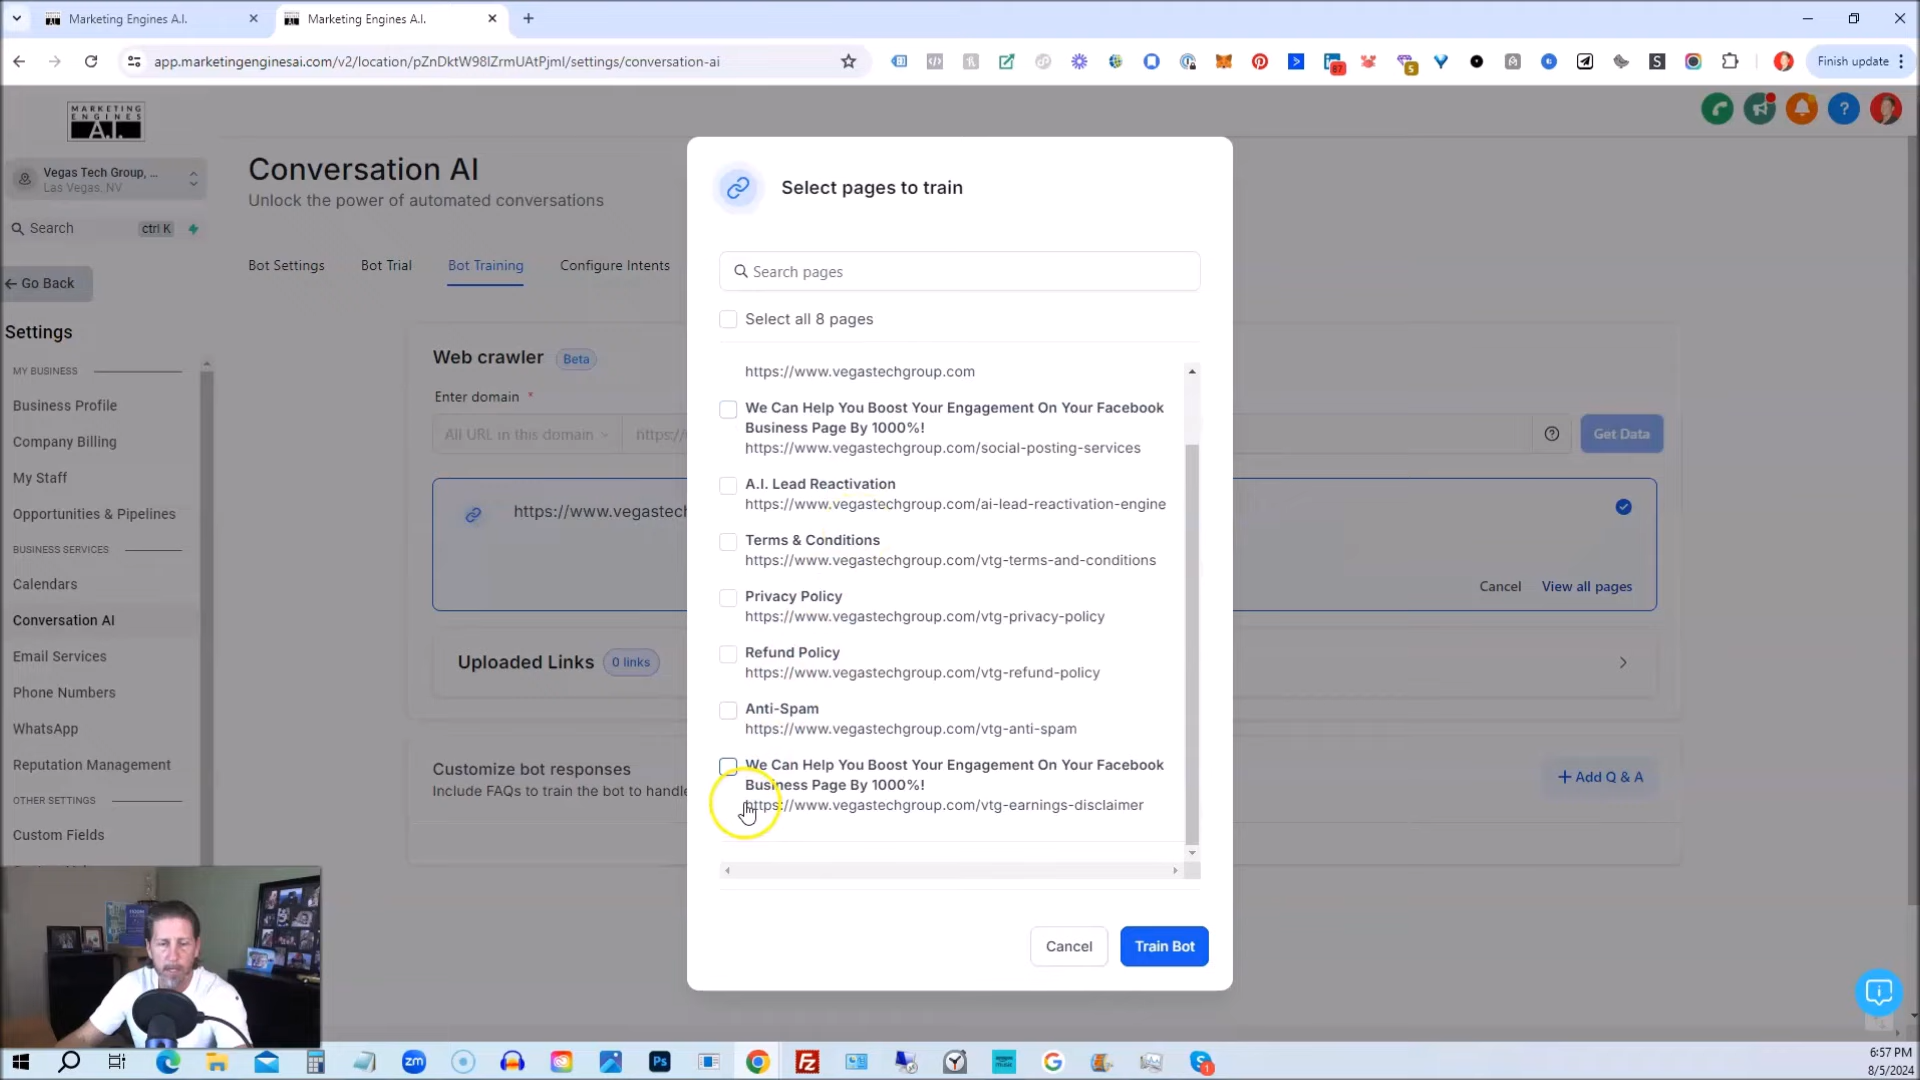 Marketing Engines A.I.
Marketing Engines A.I.
app.marketingenginesai.com/v2/location/pZnDktW98lZrmUAtPjml/settings/conversation-ai
87
5
Finish update
MARKETING
ENGINES
A.I.
Vegas Tech Group, ...
Las Vegas, NV
Search
ctrl K
Go Back
Settings
MY BUSINESS
Business Profile
Company Billing
My Staff
Opportunities & Pipelines
BUSINESS SERVICES
Calendars
Conversation AI
Email Services
Phone Numbers
WhatsApp
Reputation Management
OTHER SETTINGS
Custom Fields
Conversation AI
Unlock the power of automated conversations
Bot Settings
Bot Trial
Bot Training
Configure Intents
Web crawler
Beta
Enter domain *
All URL in this domain
https://
Get Data
https://www.vegastech
Cancel
View all pages
Uploaded Links
0 links
Customize bot responses
Include FAQs to train the bot to handle
+ Add Q & A
Select pages to train
Search pages
Select all 8 pages
https://www.vegastechgroup.com
We Can Help You Boost Your Engagement On Your Facebook
Business Page By 1000%!
https://www.vegastechgroup.com/social-posting-services
A.I. Lead Reactivation
https://www.vegastechgroup.com/ai-lead-reactivation-engine
Terms & Conditions
https://www.vegastechgroup.com/vtg-terms-and-conditions
Privacy Policy
https://www.vegastechgroup.com/vtg-privacy-policy
Refund Policy
https://www.vegastechgroup.com/vtg-refund-policy
Anti-Spam
https://www.vegastechgroup.com/vtg-anti-spam
We Can Help You Boost Your Engagement On Your Facebook
Business Page By 1000%!
https://www.vegastechgroup.com/vtg-earnings-disclaimer
Cancel
Train Bot
zm
Ps
Fz
1
6:57 PM
8/5/2024